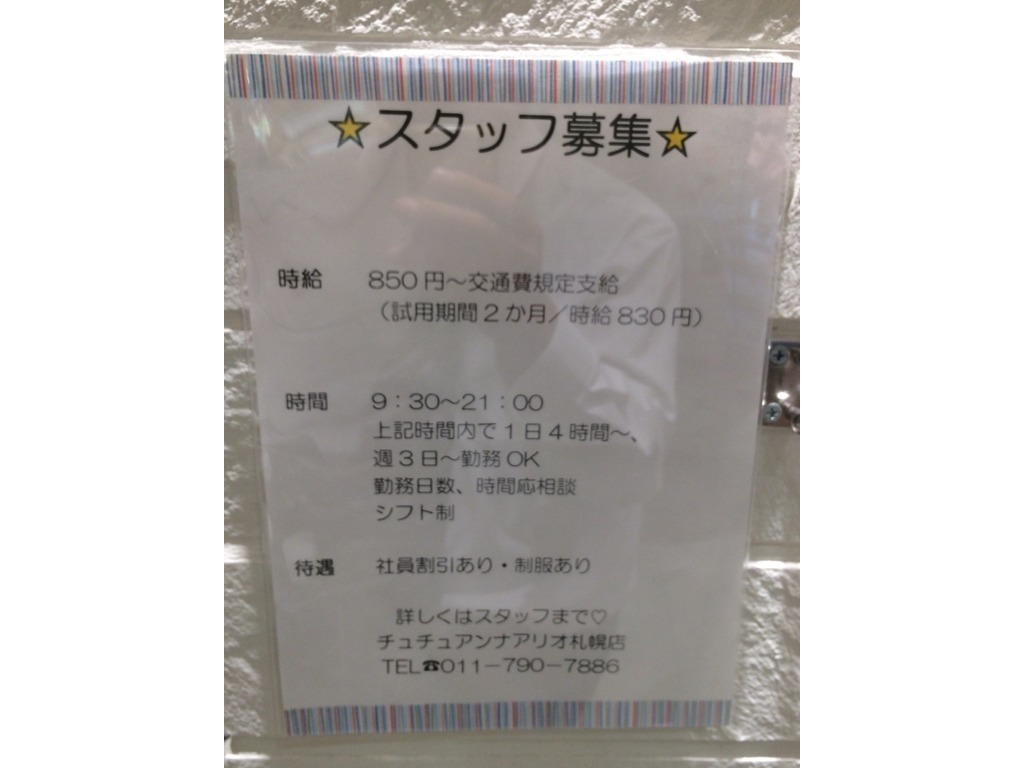 ☆スタッフ募集☆
時給 850円～交通費規定支給
（試用期間2か月／時給830円）
時間 9：30～21：00
上記時間内で1日4時間～、
週3日～勤務OK
勤務日数、時間応相談
シフト制
待遇 社員割引あり・制服あり
詳しくはスタッフまで♡
チュチュアンナアリオ札幌店
TEL☎011－790－7886